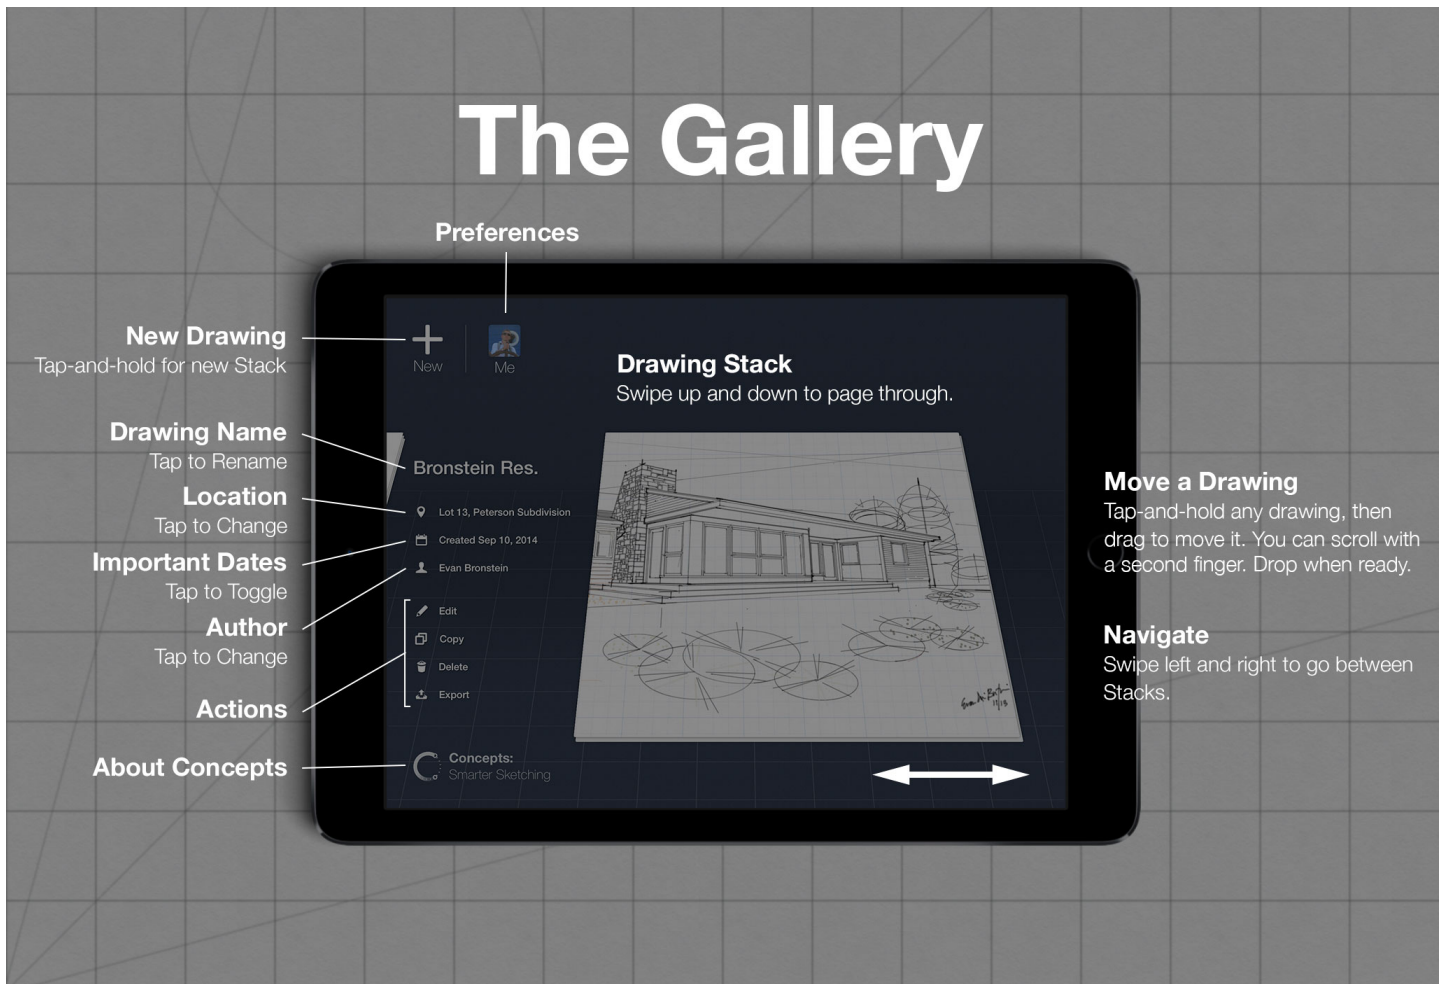 The Gallery
Preferences
New Drawing
Tap-and-hold for new Stack
New
Me
Drawing Stack
Swipe up and down to page through.
Drawing Name
Tap to Rename
Bronstein Res.
Location
Tap to Change
Lot 13, Peterson Subdivision
Important Dates
Tap to Toggle
Created Sep 10, 2014
Author
Tap to Change
Evan Bronstein
Actions
Edit
Copy
Delete
Export
About Concepts
Concepts:
Smarter Sketching
11/13
Move a Drawing
Tap-and-hold any drawing, then
drag to move it. You can scroll with
a second finger. Drop when ready.
Navigate
Swipe left and right to go between
Stacks.